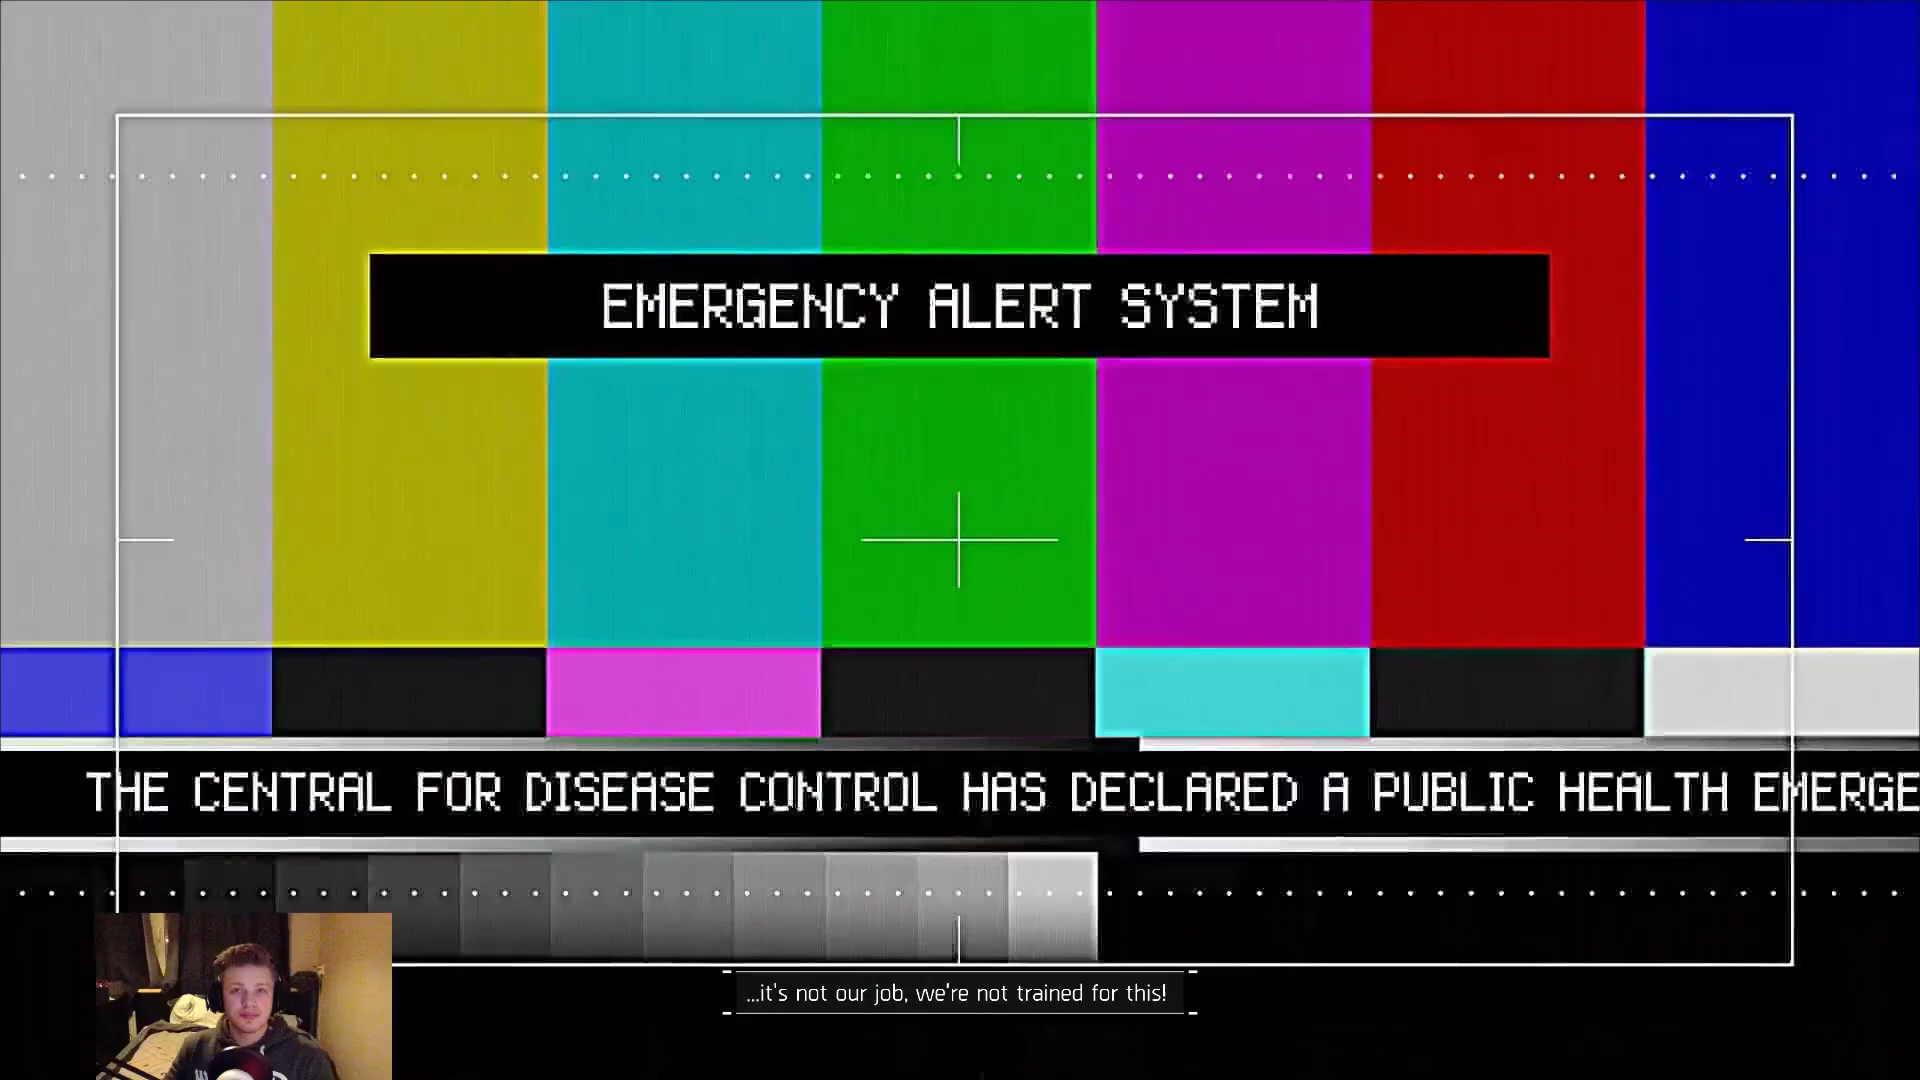 EMERGENCY ALERT SYSTEM
THE CENTRAL FOR DISEASE CONTROL HAS DECLARED A PUBLIC HEALTH EMERGE
...it's not our job, we're not trained for this!